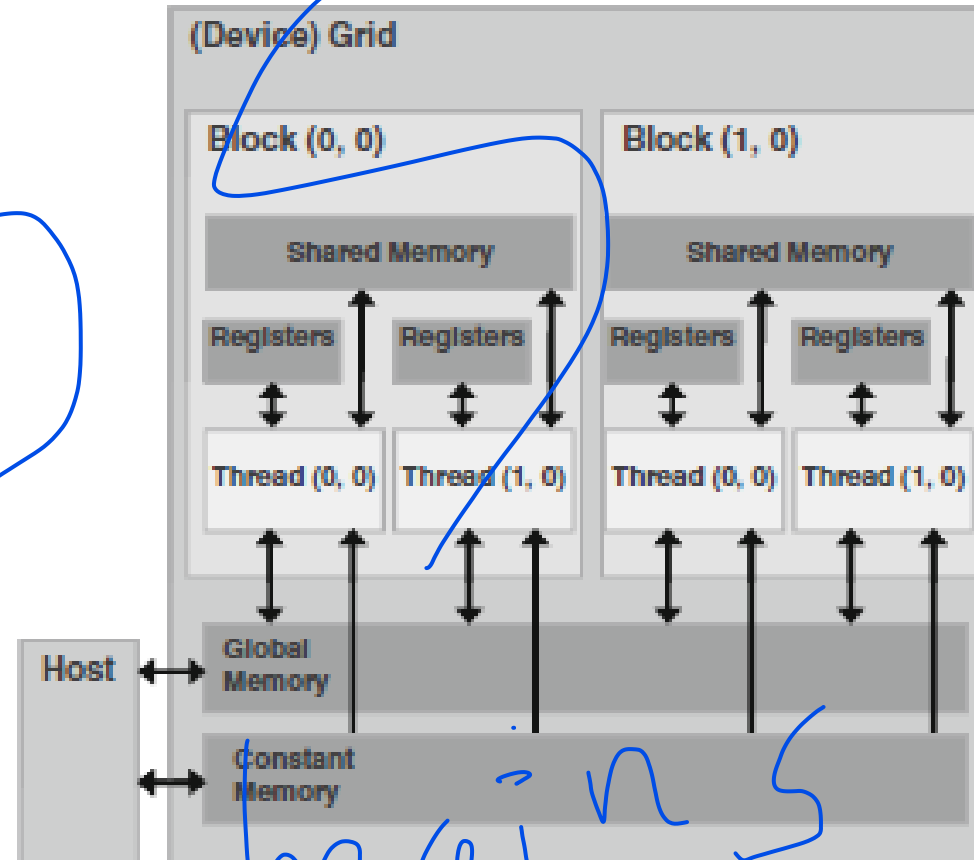 (Device) Grid
Block (0, 0) Block (1, 0)
Shared Memory Shared Memory
Registers Registers Registers Registers
Thread (0, 0) Thread (1, 0) Thread (0, 0) Thread (1, 0)
Host
Global
Memory
Constant
Memory